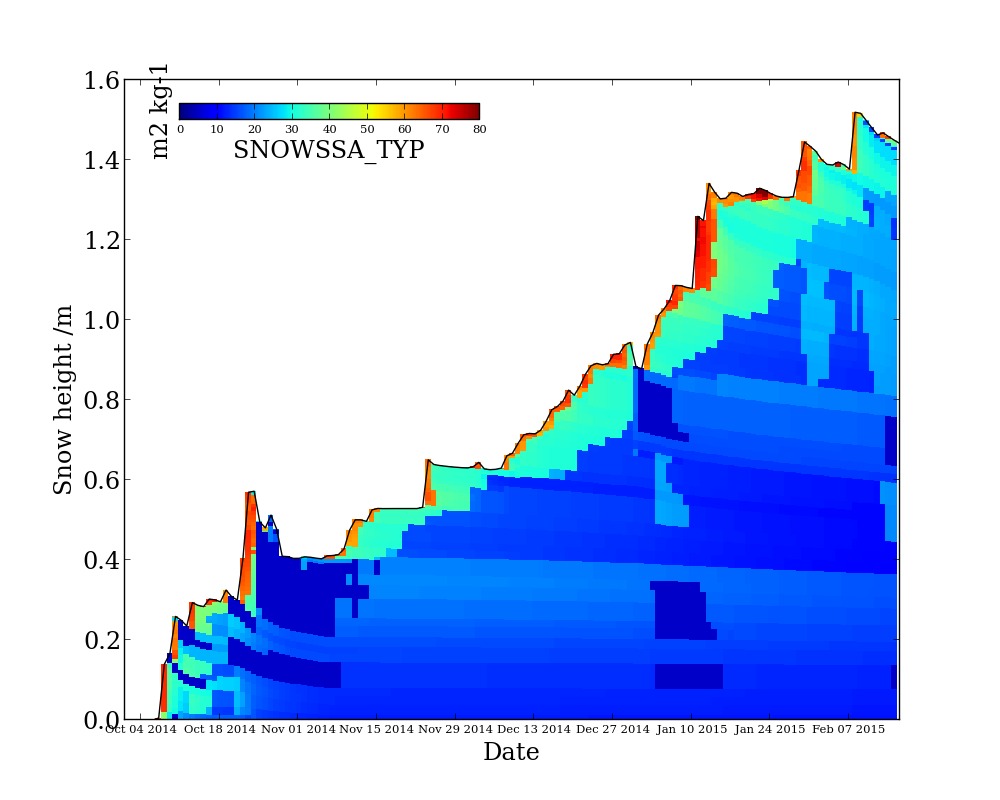 m2 kg-1
0 10 20 30 40 50 60 70 80
SNOWSSA_TYP
Snow height /m
1.6
1.4
1.2
1.0
0.8
0.6
0.4
0.2
0.0
Oct 04 2014 Oct 18 2014 Nov 01 2014 Nov 15 2014 Nov 29 2014 Dec 13 2014 Dec 27 2014 Jan 10 2015 Jan 24 2015 Feb 07 2015
Date